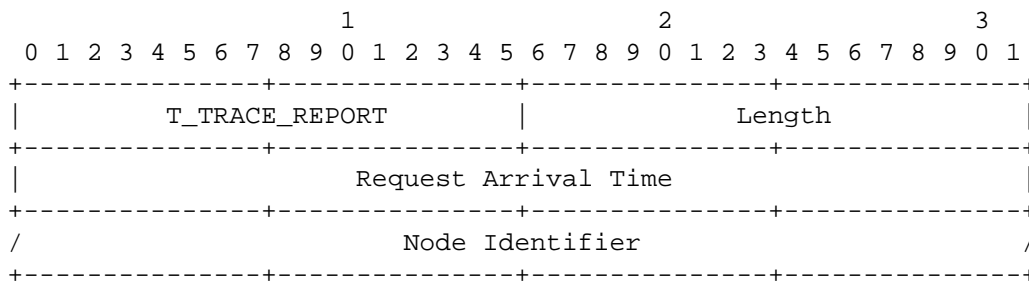 1                   2                   3
 0 1 2 3 4 5 6 7 8 9 0 1 2 3 4 5 6 7 8 9 0 1 2 3 4 5 6 7 8 9 0 1
+---------------+---------------+---------------+---------------+
|         T_TRACE_REPORT        |             Length            |
+---------------+---------------+---------------+---------------+
|                     Request Arrival Time                      |
+---------------+---------------+---------------+---------------+
/                        Node Identifier                        /
+---------------+---------------+---------------+---------------+